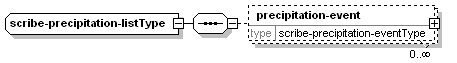 scribe-precipitation-listType
precipitation-event
type scribe-precipitation-eventType
0..∞